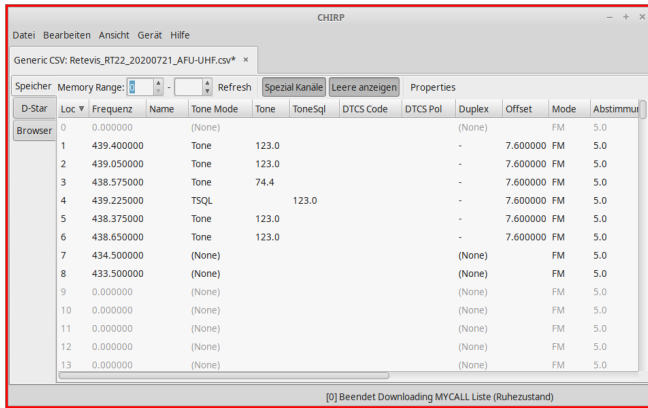 CHIRP
Datei Bearbeiten Ansicht Gerät Hilfe
Generic CSV: Retevis_RT22_20200721_AFU-UHF.csv* ×
Speicher Memory Range: 0 - Refresh Spezial Kanäle Leere anzeigen Properties
D-Star Loc ▼ Frequenz Name Tone Mode Tone ToneSql DTCS Code DTCS Pol Duplex Offset Mode Abstimmu
Browser 0 0.000000 (None) (None) FM 5.0
1 439.400000 Tone 123.0 - 7.600000 FM 5.0
2 439.050000 Tone 123.0 - 7.600000 FM 5.0
3 438.575000 Tone 74.4 - 7.600000 FM 5.0
4 439.225000 TSQL 123.0 - 7.600000 FM 5.0
5 438.375000 Tone 123.0 - 7.600000 FM 5.0
6 438.650000 Tone 123.0 - 7.600000 FM 5.0
7 434.500000 (None) (None) FM 5.0
8 433.500000 (None) (None) FM 5.0
9 0.000000 (None) (None) FM 5.0
10 0.000000 (None) (None) FM 5.0
11 0.000000 (None) (None) FM 5.0
12 0.000000 (None) (None) FM 5.0
13 0.000000 (None) (None) FM 5.0
[0] Beendet Downloading MYCALL Liste (Ruhezustand)